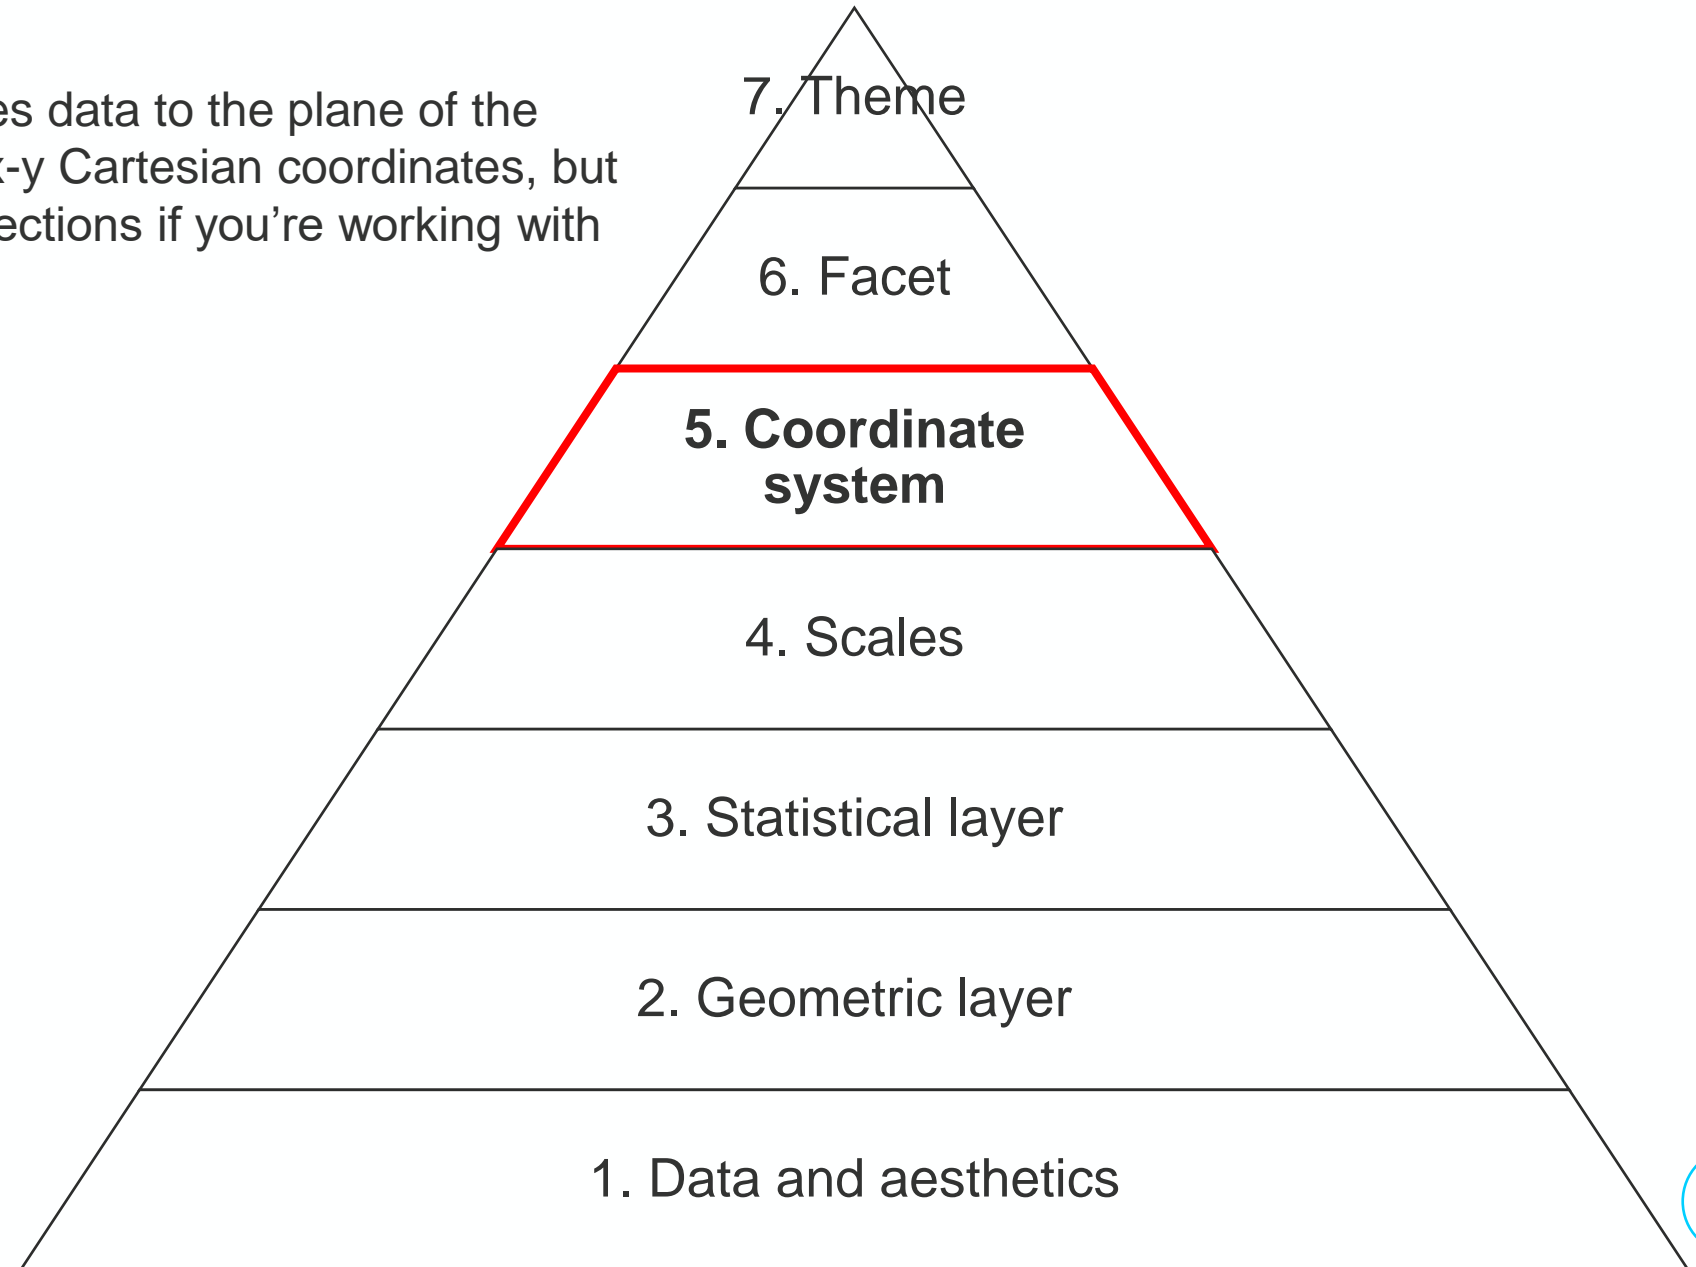 es data to the plane of the
x-y Cartesian coordinates, but
ections if you're working with
7. Theme
6. Facet
5. Coordinate
system
4. Scales
3. Statistical layer
2. Geometric layer
1. Data and aesthetics